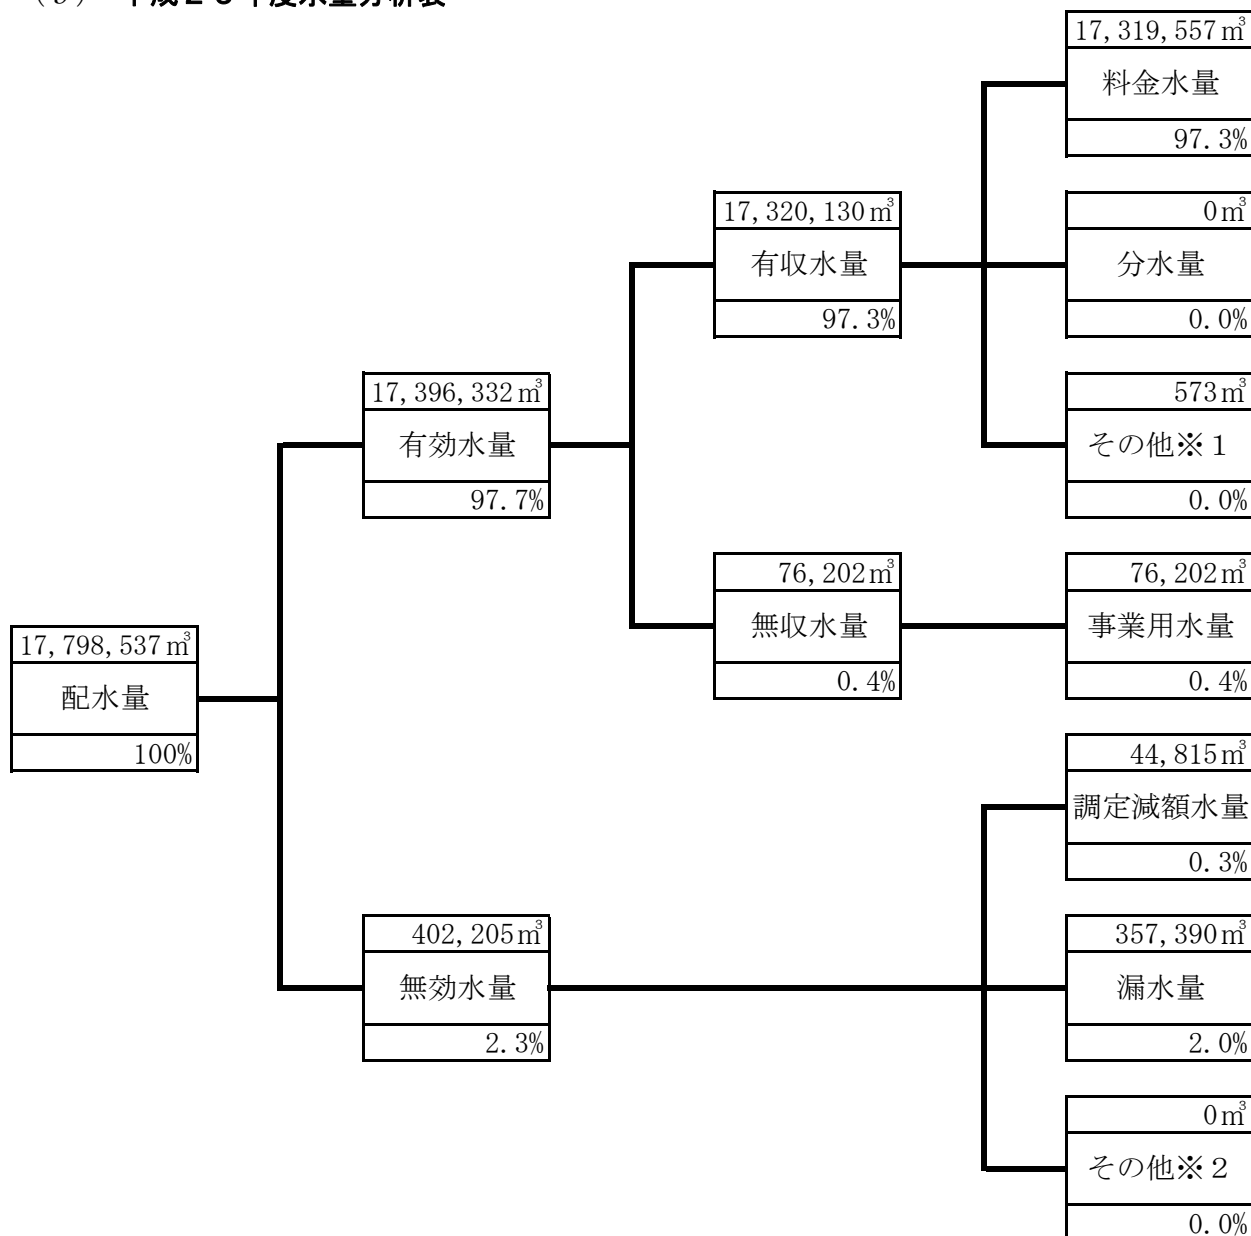 17,319,557㎥
料金水量
97.3%
17,320,130㎥
有収水量
97.3%
0㎥
分水量
0.0%
17,396,332㎥
有効水量
97.7%
573㎥
その他※１
0.0%
76,202㎥
無収水量
0.4%
76,202㎥
事業用水量
0.4%
17,798,537㎥
配水量
100%
44,815㎥
調定減額水量
0.3%
402,205㎥
無効水量
2.3%
357,390㎥
漏水量
2.0%
0㎥
その他※２
0.0%